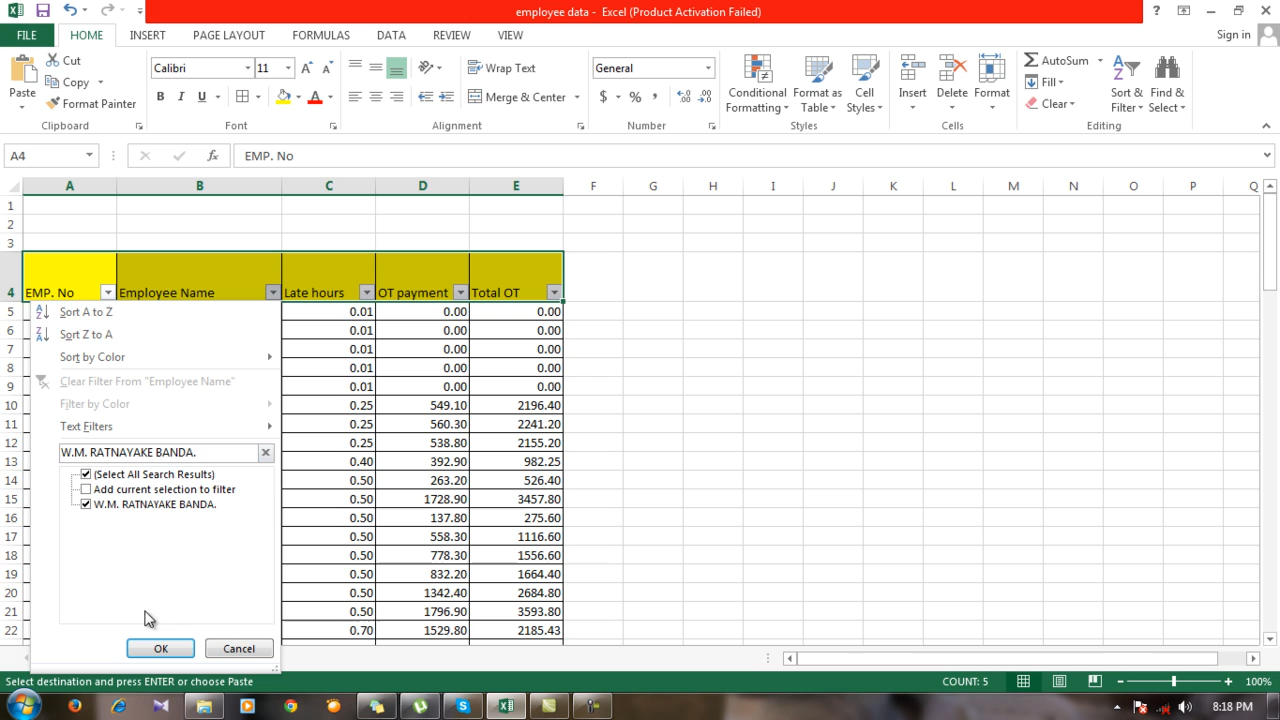 employee data - Excel (Product Activation Failed)
FILE HOME INSERT PAGE LAYOUT FORMULAS DATA REVIEW VIEW Sign in
Paste Cut Copy Format Painter
Calibri 11
B I U A
Wrap Text
Merge & Center
General
$ % ,
Conditional Formatting
Format as Table
Cell Styles
Insert Delete Format
AutoSum
Fill
Clear
Sort & Filter
Find & Select
Clipboard Font Alignment Number Styles Cells Editing
A4 fx EMP. No
A B C D E F G H I J K L M N O P Q
1
2
3
4 EMP. No Employee Name Late hours OT payment Total OT
5 0.01 0.00 0.00
6 0.01 0.00 0.00
7 0.01 0.00 0.00
8 0.01 0.00 0.00
9 0.01 0.00 0.00
10 0.25 549.10 2196.40
11 0.25 560.30 2241.20
12 0.25 538.80 2155.20
13 0.40 392.90 982.25
14 0.50 263.20 526.40
15 0.50 1728.90 3457.80
16 0.50 137.80 275.60
17 0.50 558.30 1116.60
18 0.50 778.30 1556.60
19 0.50 832.20 1664.40
20 0.50 1342.40 2684.80
21 0.50 1796.90 3593.80
22 0.70 1529.80 2185.43
Sort A to Z
Sort Z to A
Sort by Color
Clear Filter From "Employee Name"
Filter by Color
Text Filters
W.M. RATNAYAKE BANDA.
(Select All Search Results)
Add current selection to filter
W.M. RATNAYAKE BANDA.
OK Cancel
Select destination and press ENTER or choose Paste COUNT: 5 100%
8:18 PM